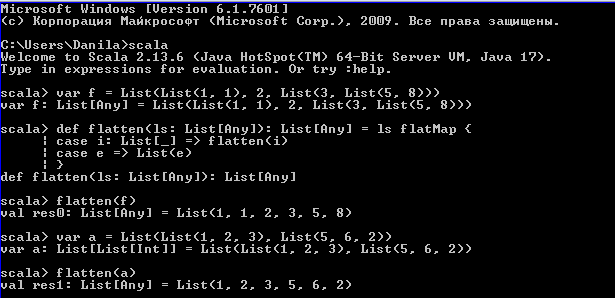 Microsoft Windows [Version 6.1.7601]
(c) Корпорация Майкрософт (Microsoft Corp.), 2009. Все права защищены.
C:\Users\Danila>scala
Welcome to Scala 2.13.6 (Java HotSpot(TM) 64-Bit Server VM, Java 17).
Type in expressions for evaluation. Or try :help.
scala> var f = List(List(1, 1), 2, List(3, List(5, 8)))
var f: List[Any] = List(List(1, 1), 2, List(3, List(5, 8)))
scala> def flatten(ls: List[Any]): List[Any] = ls flatMap {
| case i: List[_] => flatten(i)
| case e => List(e)
| }
def flatten(ls: List[Any]): List[Any]
scala> flatten(f)
val res0: List[Any] = List(1, 1, 2, 3, 5, 8)
scala> var a = List(List(1, 2, 3), List(5, 6, 2))
var a: List[List[Int]] = List(List(1, 2, 3), List(5, 6, 2))
scala> flatten(a)
val res1: List[Any] = List(1, 2, 3, 5, 6, 2)